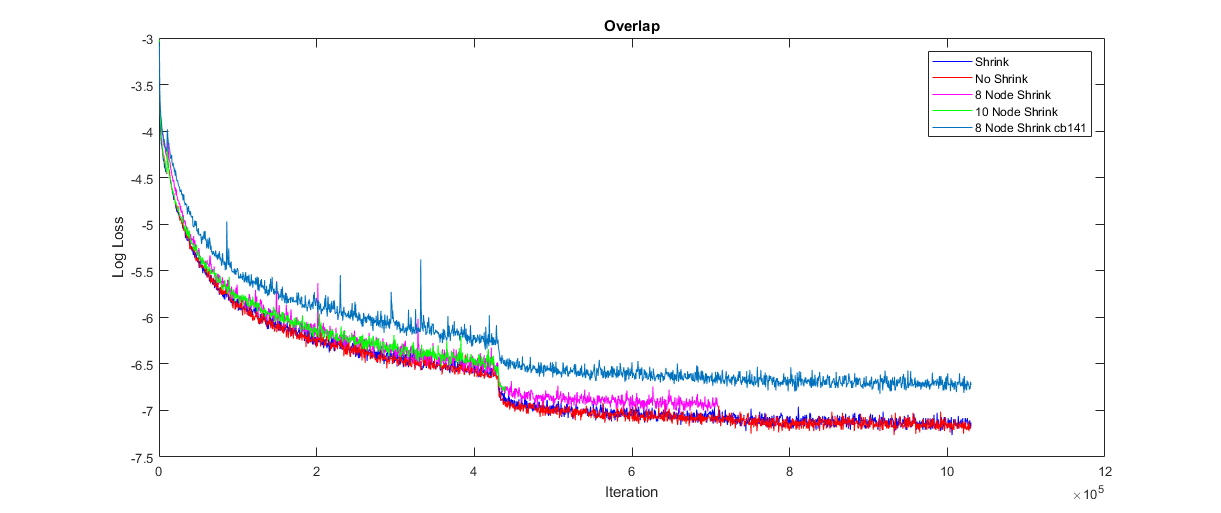 Overlap
Shrink
No Shrink
8 Node Shrink
10 Node Shrink
8 Node Shrink cb141
Log Loss
-3
-3.5
-4
-4.5
-5
-5.5
-6
-6.5
-7
-7.5
0 2 4 6 8 10 12
Iteration
×10^5